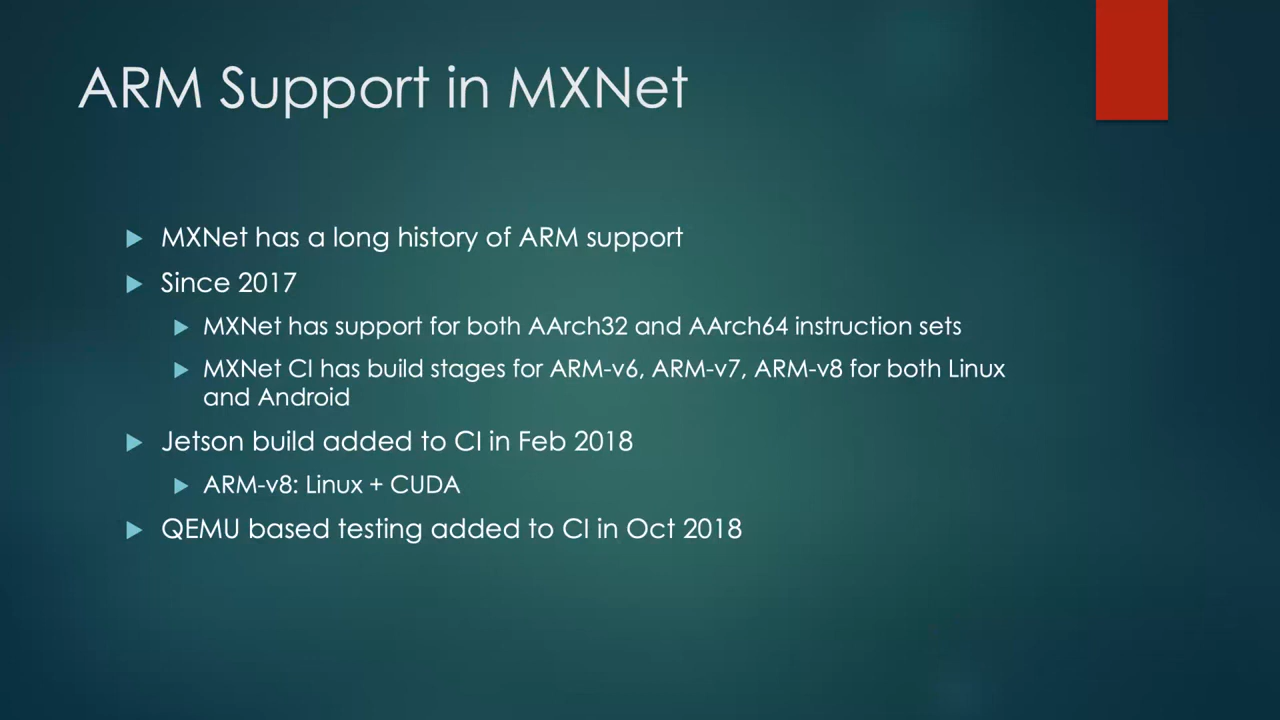 ARM Support in MXNet
MXNet has a long history of ARM support
Since 2017
MXNet has support for both AArch32 and AArch64 instruction sets
MXNet CI has build stages for ARM-v6, ARM-v7, ARM-v8 for both Linux
and Android
Jetson build added to CI in Feb 2018
ARM-v8: Linux + CUDA
QEMU based testing added to CI in Oct 2018